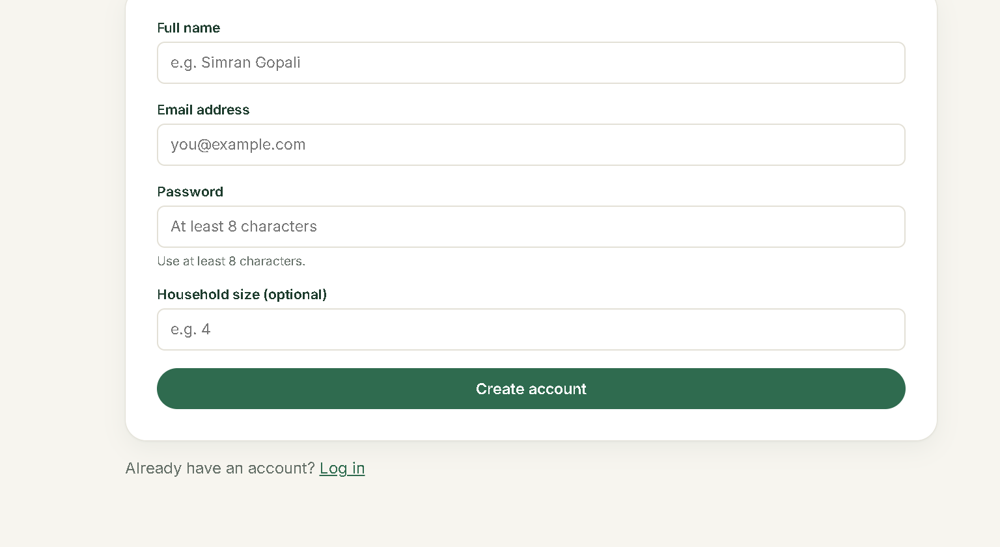 Full name
e.g. Simran Gopali
Email address
you@example.com
Password
At least 8 characters
Use at least 8 characters.
Household size (optional)
e.g. 4
Create account
Already have an account? Log in